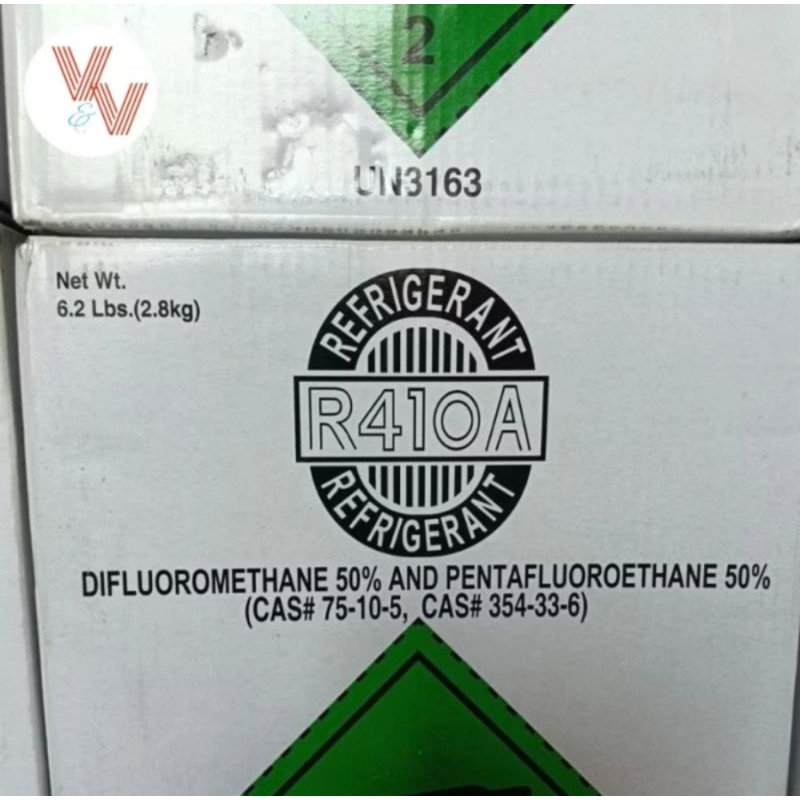 V&V
2
UN3163
Net Wt.
6.2 Lbs.(2.8kg)
REFRIGERANT
R410A
REFRIGERANT
DIFLUOROMETHANE 50% AND PENTAFLUOROETHANE 50%
(CAS# 75-10-5, CAS# 354-33-6)